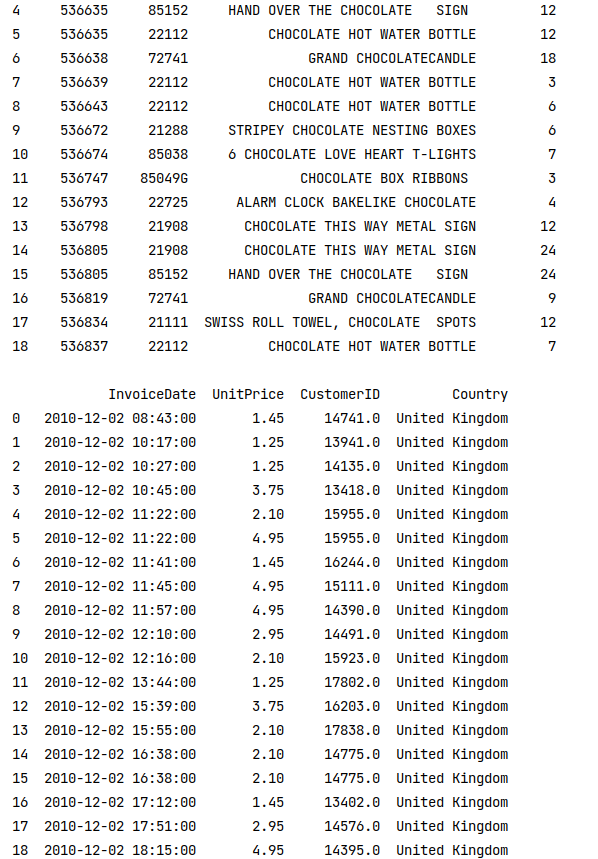 4 536635 85152 HAND OVER THE CHOCOLATE   SIGN 12
5 536635 22112 CHOCOLATE HOT WATER BOTTLE 12
6 536638 72741 GRAND CHOCOLATECANDLE 18
7 536639 22112 CHOCOLATE HOT WATER BOTTLE 3
8 536643 22112 CHOCOLATE HOT WATER BOTTLE 6
9 536672 21288 STRIPEY CHOCOLATE NESTING BOXES 6
10 536674 85038 6 CHOCOLATE LOVE HEART T-LIGHTS 7
11 536747 85049G CHOCOLATE BOX RIBBONS 3
12 536793 22725 ALARM CLOCK BAKELIKE CHOCOLATE 4
13 536798 21908 CHOCOLATE THIS WAY METAL SIGN 12
14 536805 21908 CHOCOLATE THIS WAY METAL SIGN 24
15 536805 85152 HAND OVER THE CHOCOLATE   SIGN 24
16 536819 72741 GRAND CHOCOLATECANDLE 9
17 536834 21111 SWISS ROLL TOWEL, CHOCOLATE  SPOTS 12
18 536837 22112 CHOCOLATE HOT WATER BOTTLE 7
InvoiceDate UnitPrice CustomerID Country
0 2010-12-02 08:43:00 1.45 14741.0 United Kingdom
1 2010-12-02 10:17:00 1.25 13941.0 United Kingdom
2 2010-12-02 10:27:00 1.25 14135.0 United Kingdom
3 2010-12-02 10:45:00 3.75 13418.0 United Kingdom
4 2010-12-02 11:22:00 2.10 15955.0 United Kingdom
5 2010-12-02 11:22:00 4.95 15955.0 United Kingdom
6 2010-12-02 11:41:00 1.45 16244.0 United Kingdom
7 2010-12-02 11:45:00 4.95 15111.0 United Kingdom
8 2010-12-02 11:57:00 4.95 14390.0 United Kingdom
9 2010-12-02 12:10:00 2.95 14491.0 United Kingdom
10 2010-12-02 12:16:00 2.10 15923.0 United Kingdom
11 2010-12-02 13:44:00 1.25 17802.0 United Kingdom
12 2010-12-02 15:39:00 3.75 16203.0 United Kingdom
13 2010-12-02 15:55:00 2.10 17838.0 United Kingdom
14 2010-12-02 16:38:00 2.10 14775.0 United Kingdom
15 2010-12-02 16:38:00 2.10 14775.0 United Kingdom
16 2010-12-02 17:12:00 1.45 13402.0 United Kingdom
17 2010-12-02 17:51:00 2.95 14576.0 United Kingdom
18 2010-12-02 18:15:00 4.95 14395.0 United Kingdom